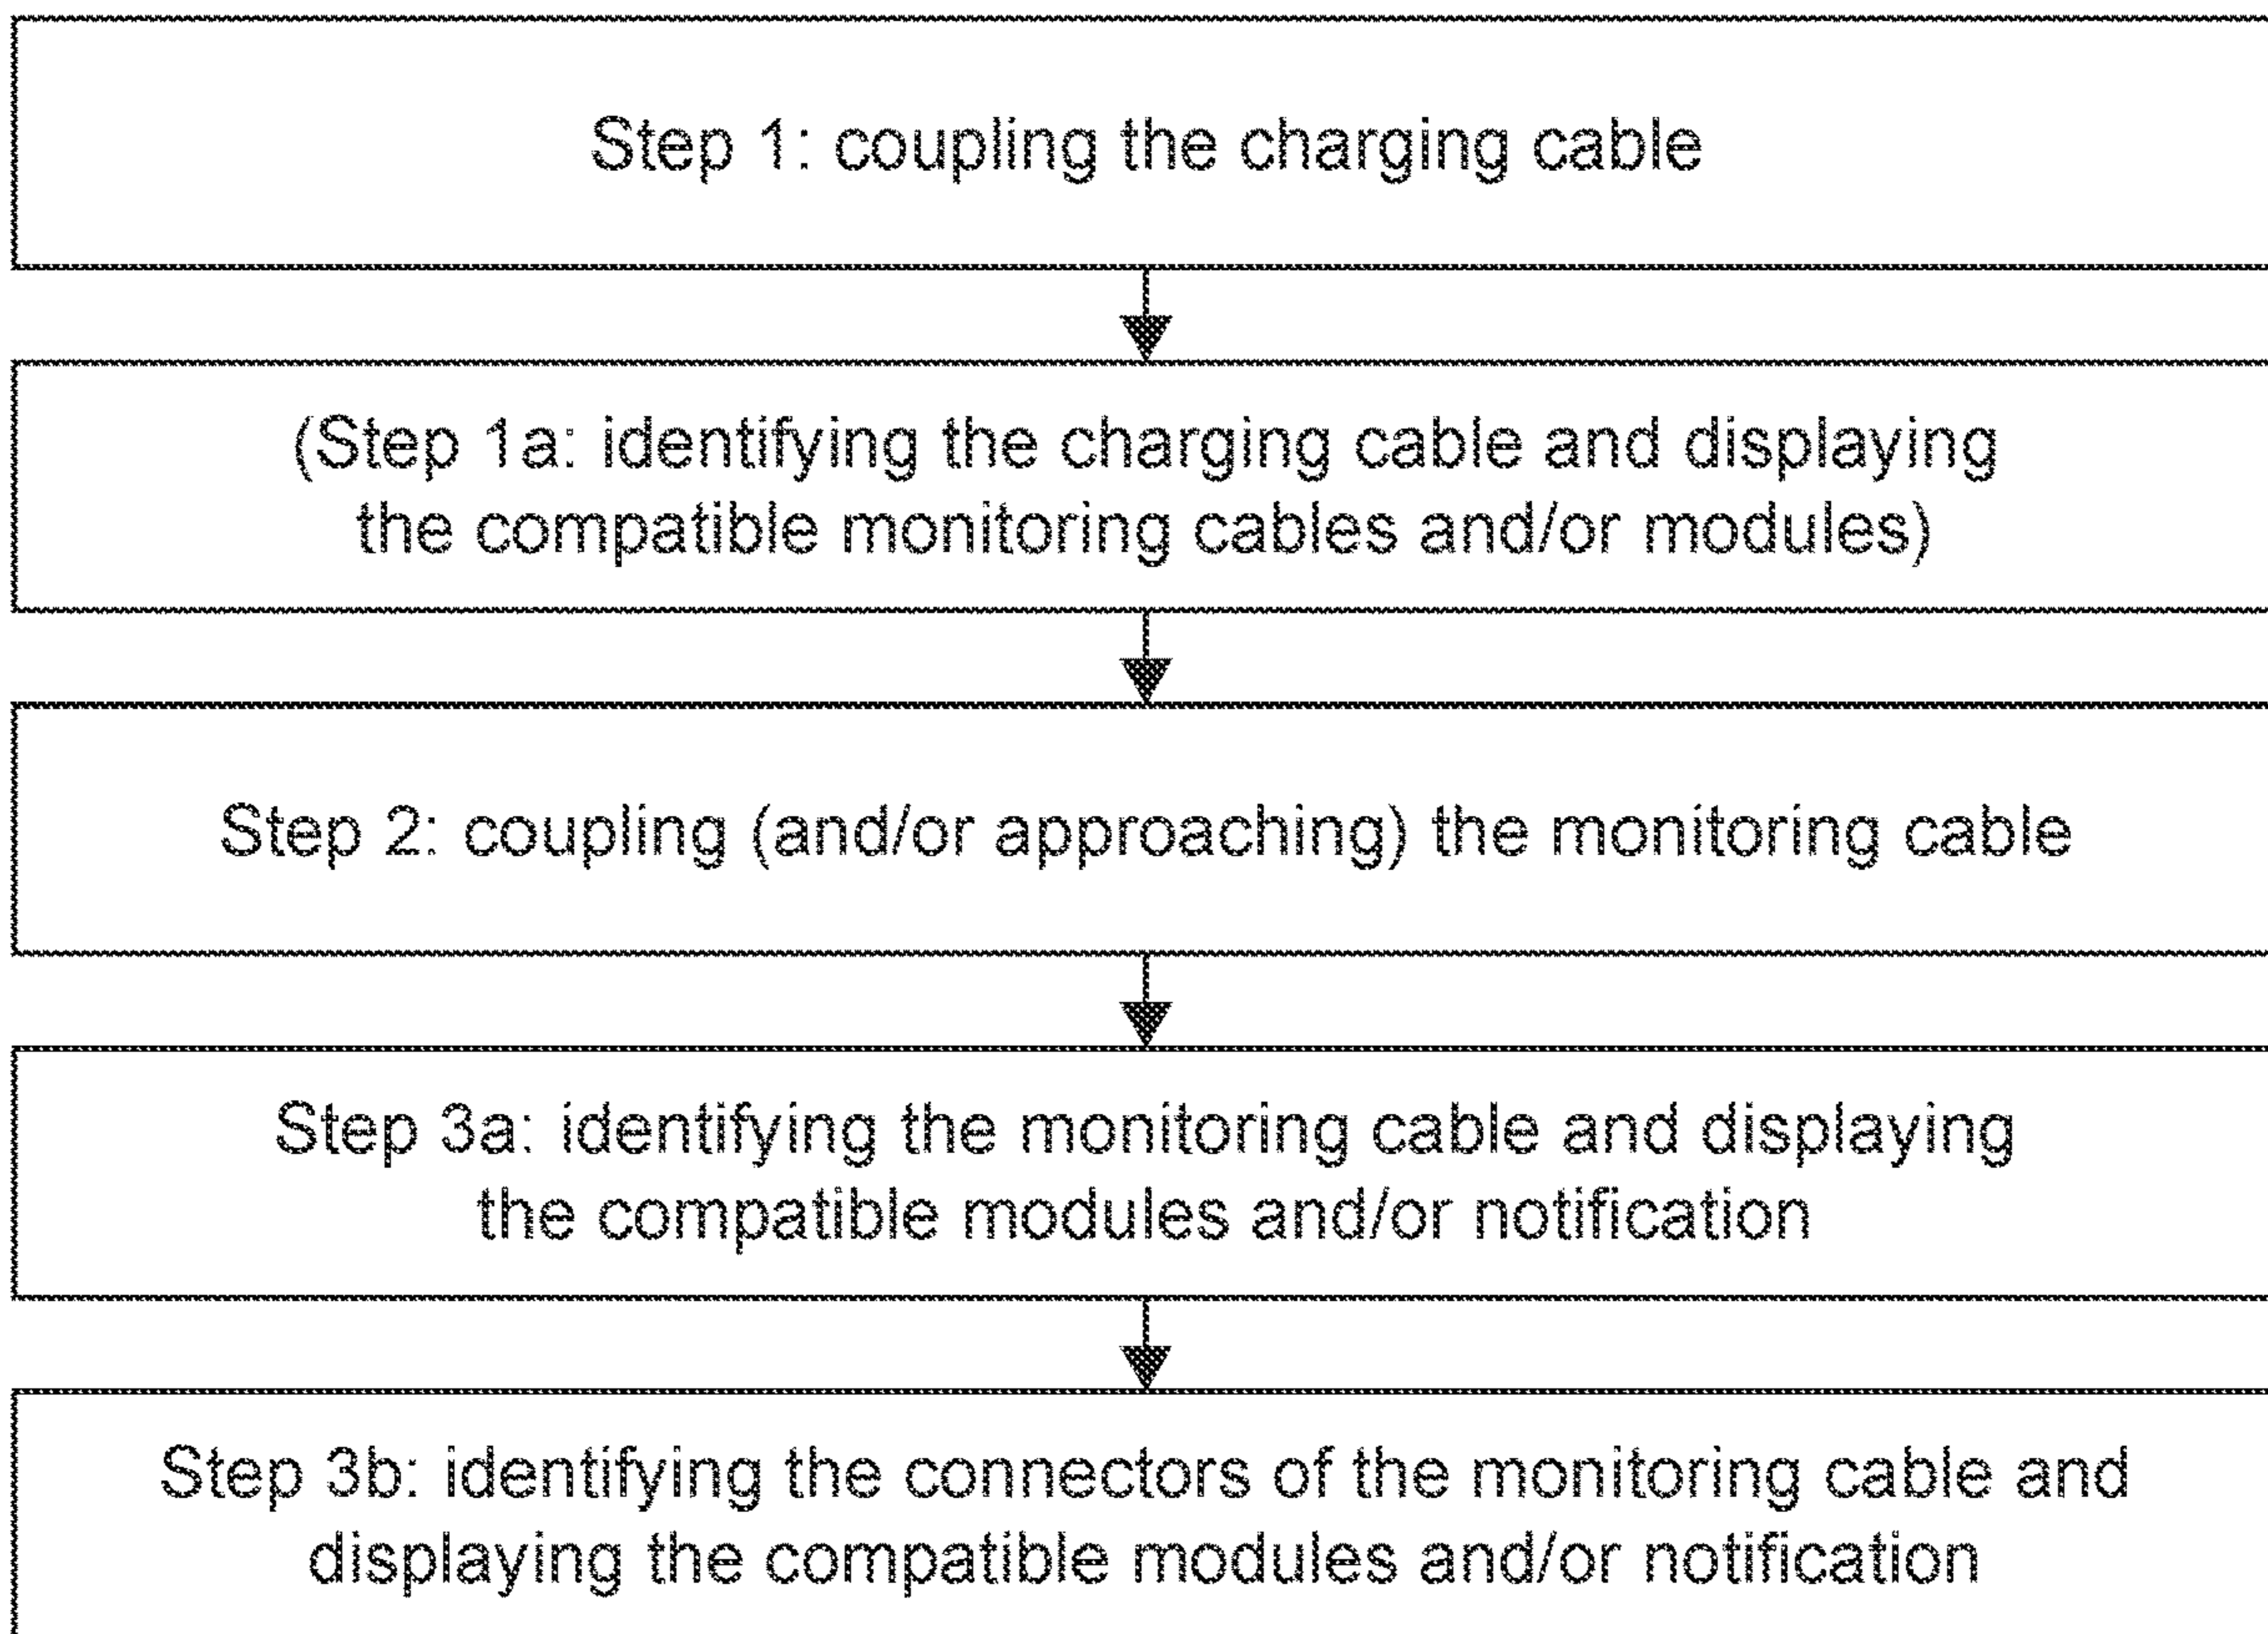 Step 1: coupling the charging cable
(Step 1a: identifying the charging cable and displaying
the compatible monitoring cables and/or modules)
Step 2: coupling (and/or approaching) the monitoring cable
Step 3a: identifying the monitoring cable and displaying
the compatible modules and/or notification
Step 3b: identifying the connectors of the monitoring cable and
displaying the compatible modules and/or notification